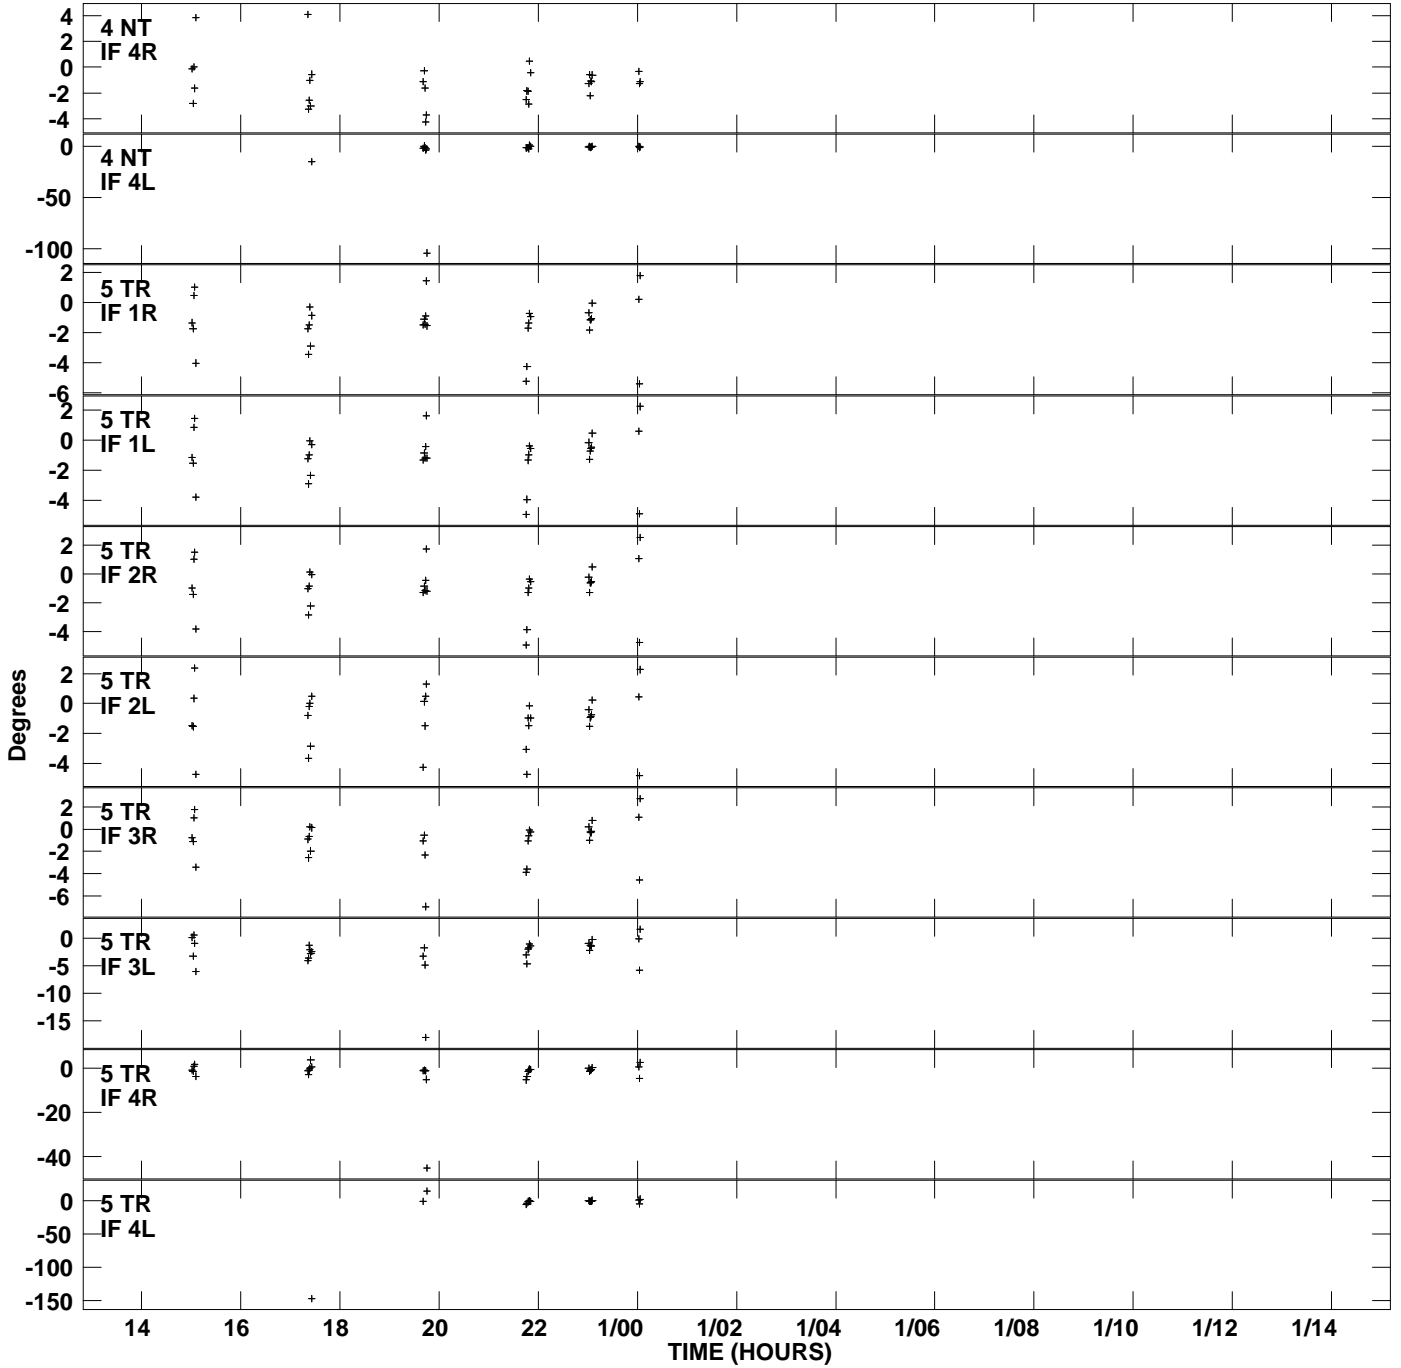 4 NT
IF 4R
4
2
0
-2
-4
4 NT
IF 4L
0
-50
-100
5 TR
IF 1R
2
0
-2
-4
-6
5 TR
IF 1L
2
0
-2
-4
5 TR
IF 2R
2
0
-2
-4
5 TR
IF 2L
2
0
-2
-4
5 TR
IF 3R
2
0
-2
-4
-6
5 TR
IF 3L
0
-5
-10
-15
5 TR
IF 4R
0
-20
-40
5 TR
IF 4L
0
-50
-100
-150
Degrees
14 16 18 20 22 1/00 1/02 1/04 1/06 1/08 1/10 1/12 1/14
TIME (HOURS)